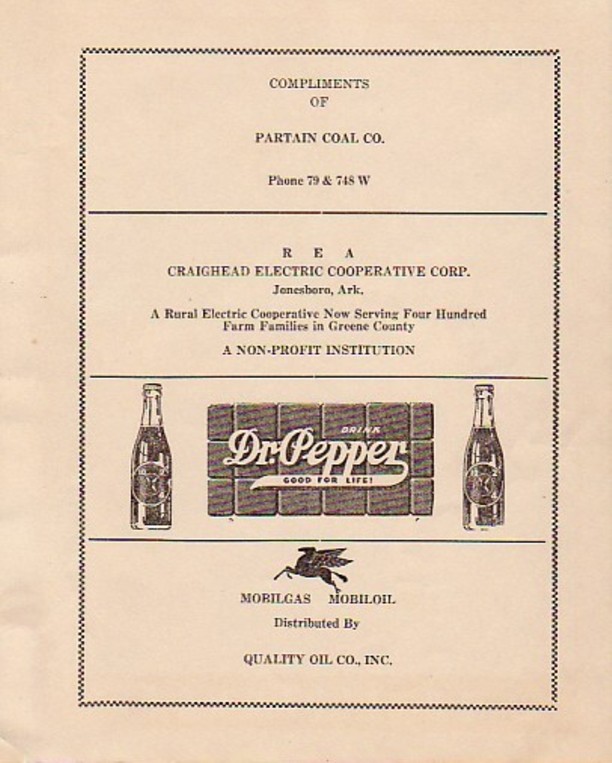 COMPLIMENTS
OF
PARTAIN COAL CO.
Phone 79 & 748 W
R E A
CRAIGHEAD ELECTRIC COOPERATIVE CORP.
Jonesboro, Ark.
A Rural Electric Cooperative Now Serving Four Hundred
Farm Families in Greene County
A NON-PROFIT INSTITUTION
DRINK
Dr. Pepper
GOOD FOR LIFE!
MOBILGAS MOBILOIL
Distributed By
QUALITY OIL CO., INC.